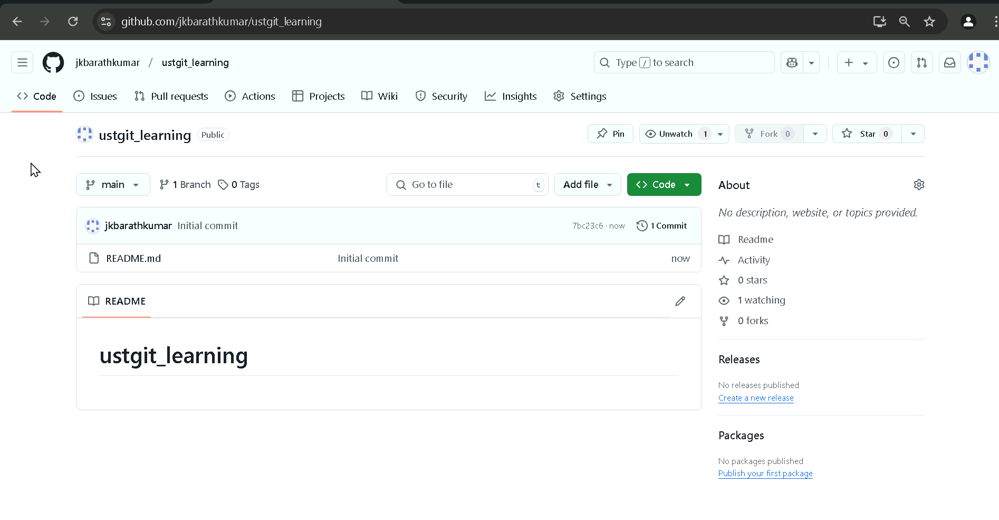 github.com/jkbarathkumar/ustgit_learning
jkbarathkumar / ustgit_learning
Type / to search
Code Issues Pull requests Actions Projects Wiki Security Insights Settings
ustgit_learning Public
Pin Unwatch 1 Fork 0 Star 0
main 1 Branch 0 Tags Go to file t Add file Code
jkbarathkumar Initial commit 7bc23c6 · now 1 Commit
README.md Initial commit now
README
ustgit_learning
About
No description, website, or topics provided.
Readme
Activity
0 stars
1 watching
0 forks
Releases
No releases published
Create a new release
Packages
No packages published
Publish your first package